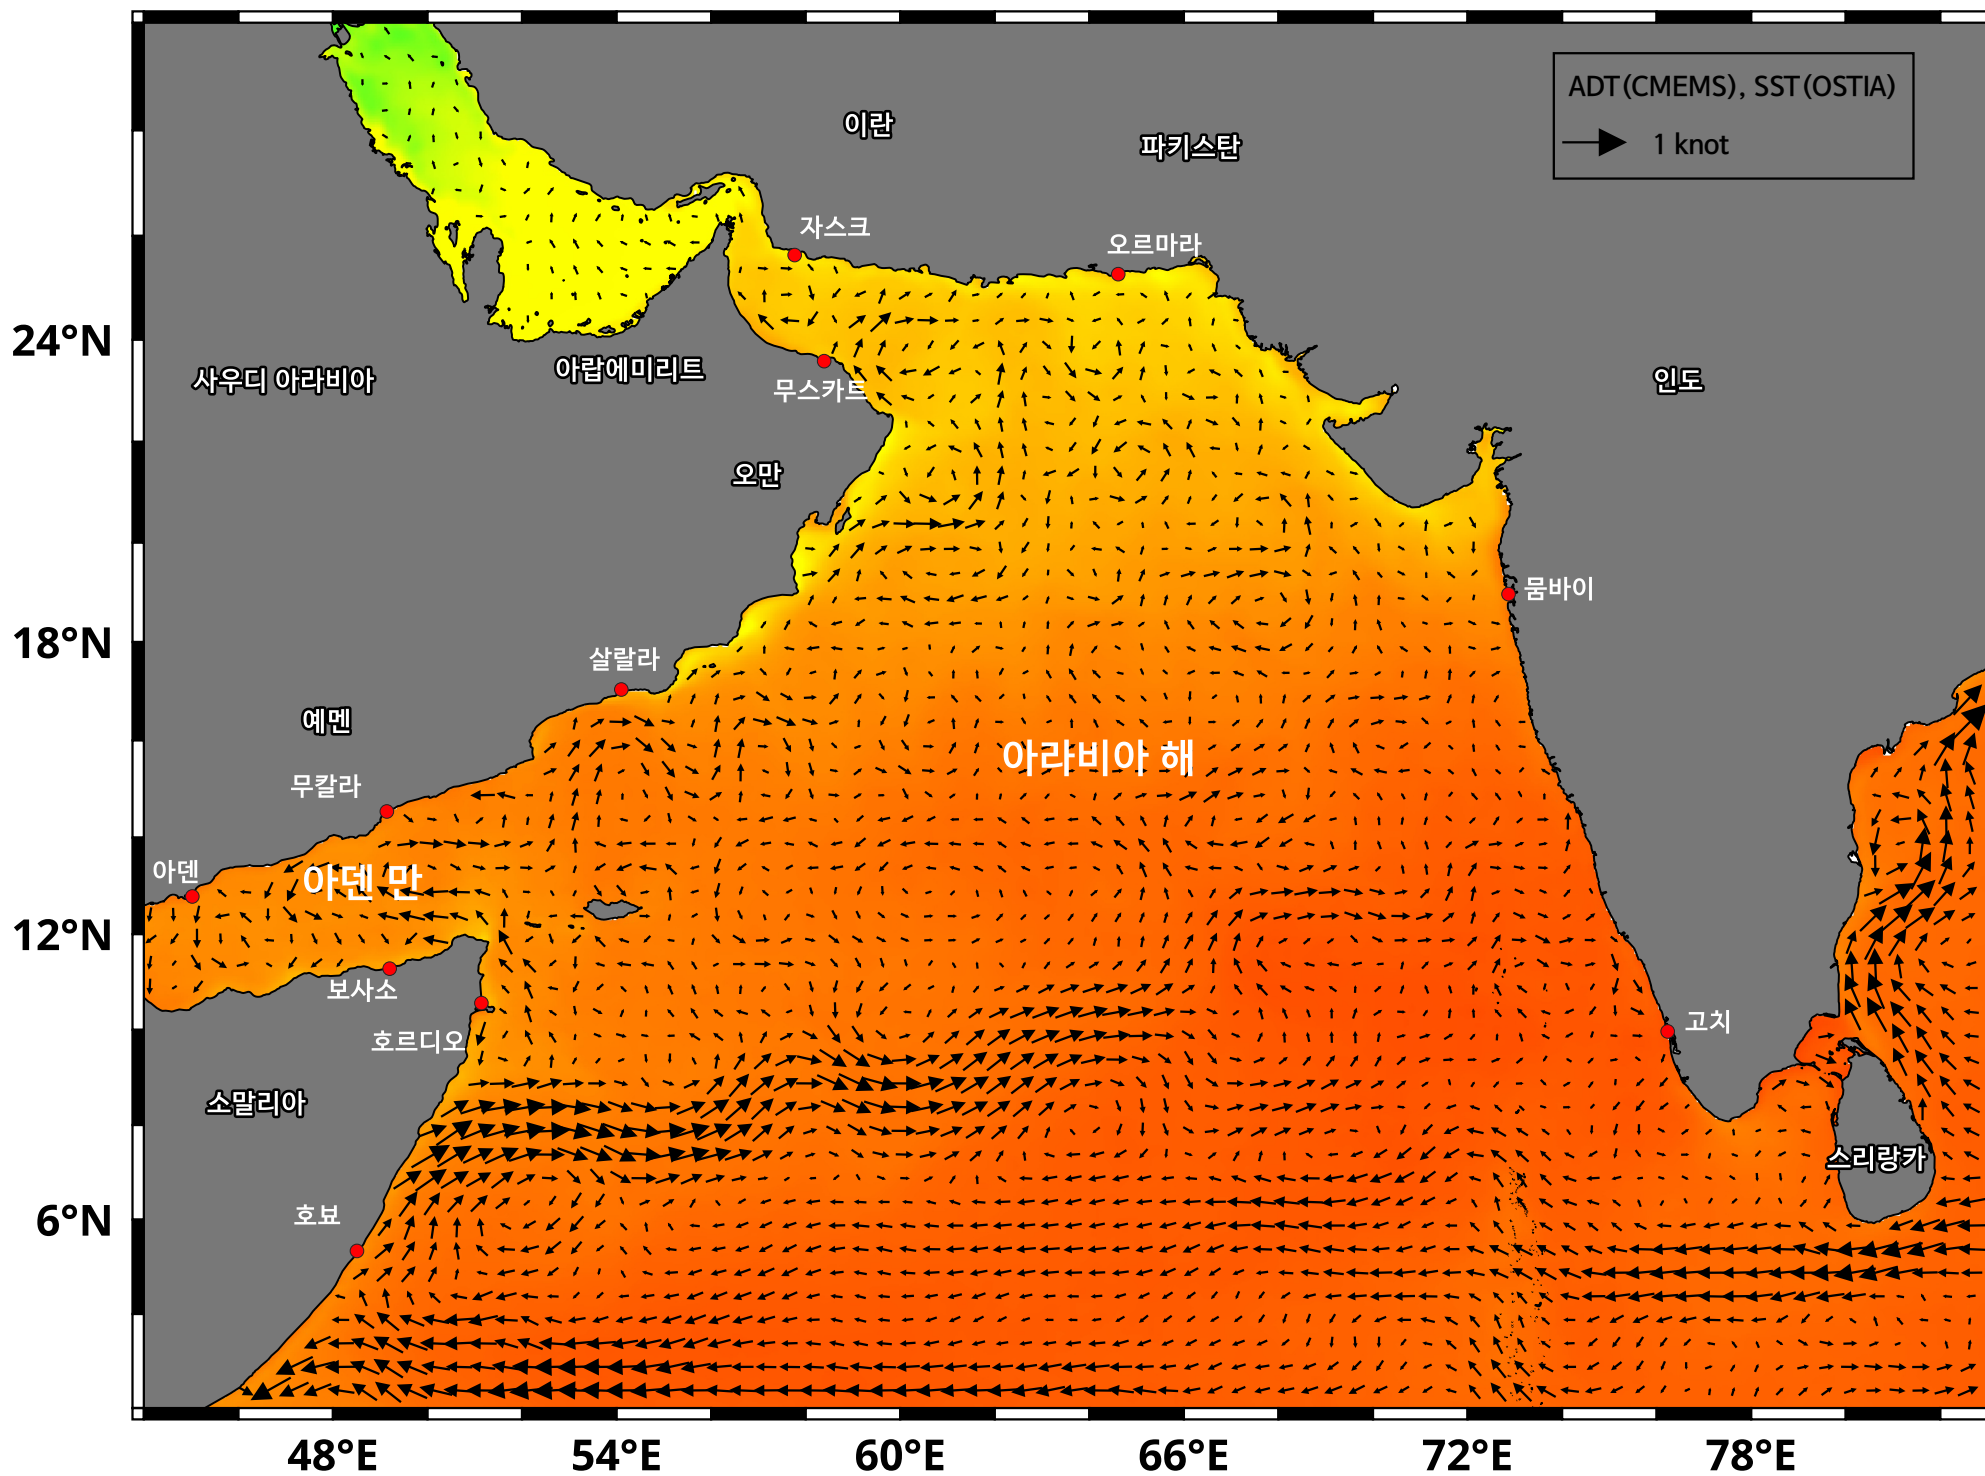 ADT(CMEMS), SST(OSTIA)
1 knot
이란
파키스탄
자스크
오르마라
24°N
사우디 아라비아
아랍에미리트
무스카트
인도
오만
뭄바이
18°N
살랄라
예멘
아라비아 해
무칼라
아덴
아덴 만
12°N
보사소
고치
호르디오
소말리아
스리랑카
6°N
호보
48°E
54°E
60°E
66°E
72°E
78°E